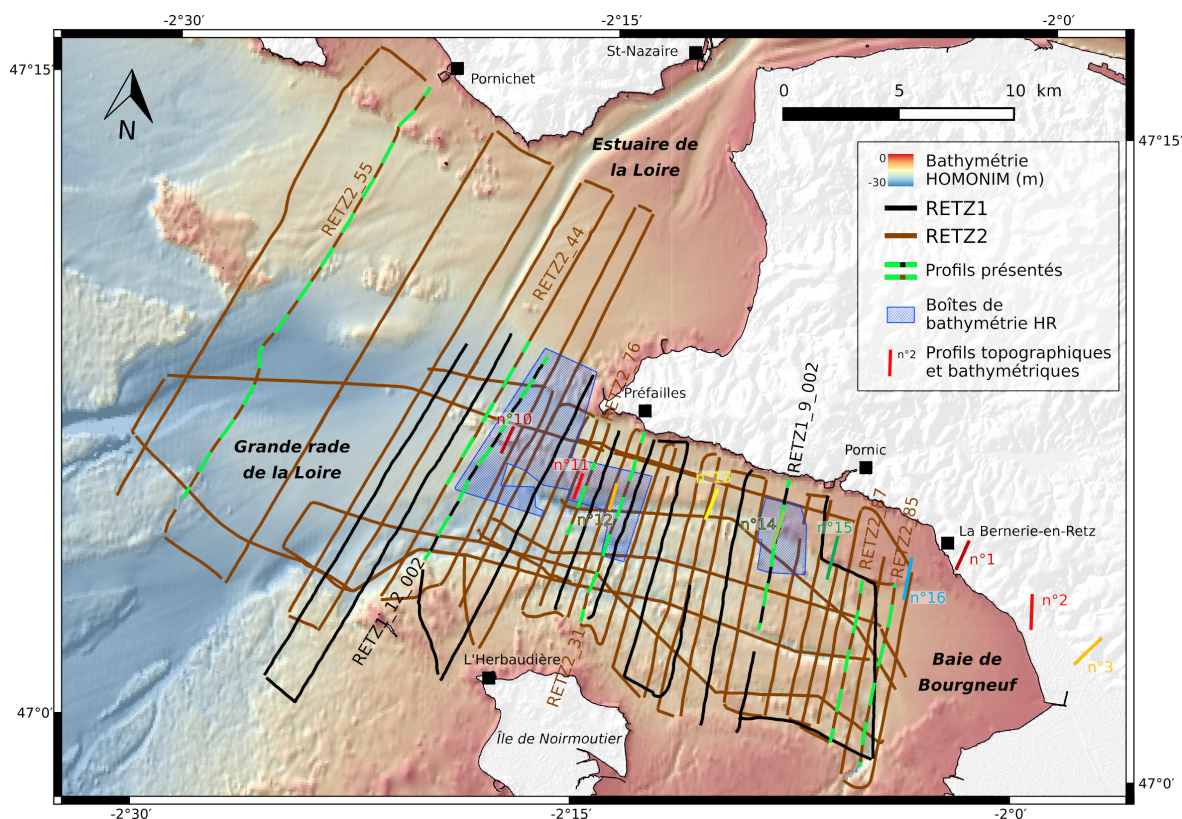 -2°30′
-2°15′
-2°0′
47°15′
St-Nazaire
Pornichet
N
0
5
10 km
47°15′
Estuaire de
la Loire
Bathymétrie
HOMONIM (m)
0
-30
RETZ1
RETZ2
Profils présentés
Boîtes de
bathymétrie HR
n°2
Profils topographiques
et bathymétriques
RETZ2_55
RETZ2_44
RETZ2_76
Préfailles
RETZ1_9_002
n°10
Grande rade
de la Loire
n°11
n°13
Pornic
n°12
n°14
n°15
RETZ2_87
RETZ2_85
La Bernerie-en-Retz
n°1
n°16
n°2
RETZ1_12_002
L'Herbaudière
RETZ2_31
Baie de
Bourgneuf
n°3
47°0′
Île de Noirmoutier
47°0′
-2°30′
-2°15′
-2°0′